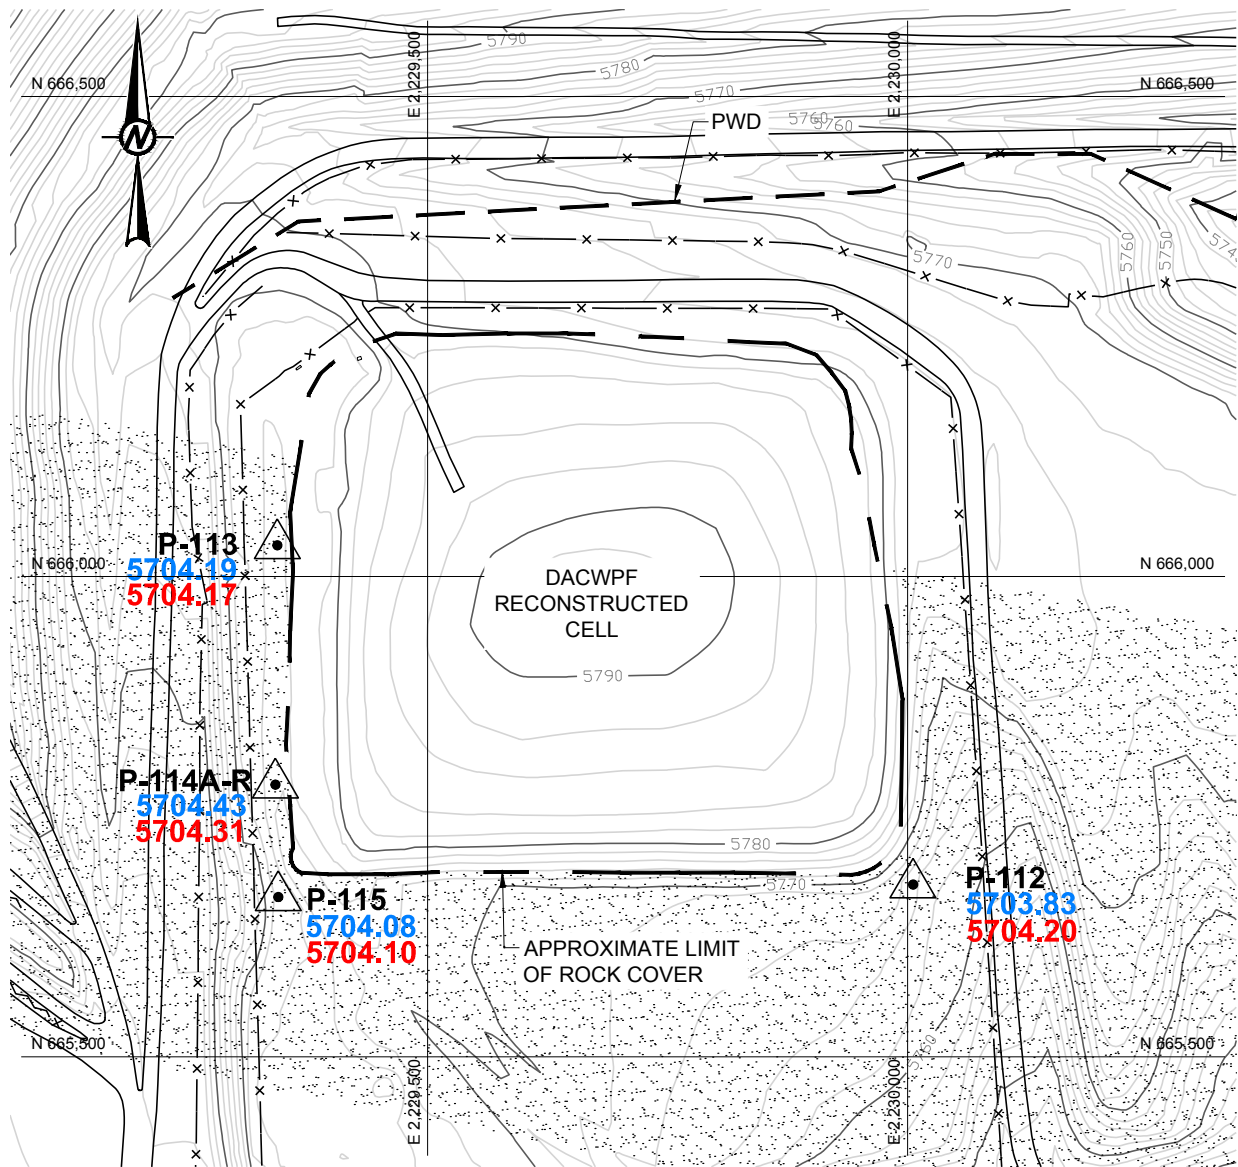 5790
E 2,229,500
E 2,230,000
5780
N 666,500
N 666,500
5770
PWD
5760
5760
N
5770
5760
5750
P-113
5704.19
5704.17
N 666,000
N 666,000
DACWPF
RECONSTRUCTED
CELL
5790
P-114A-R
5704.43
5704.31
5780
5770
P-115
5704.08
5704.10
P-112
5703.83
5704.20
APPROXIMATE LIMIT
OF ROCK COVER
N 665,500
N 665,500
E 2,229,500
E 2,230,000